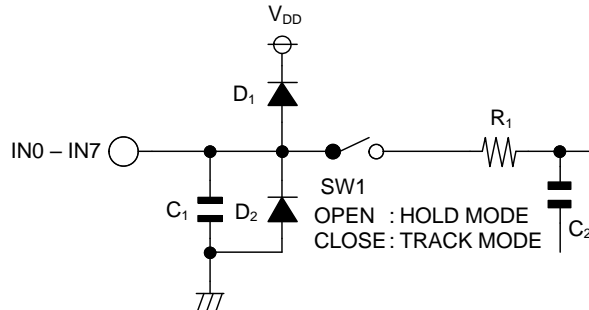 VDD
D1
R1
IN0 – IN7
SW1
C1
D2
OPEN : HOLD MODE
CLOSE : TRACK MODE
C2